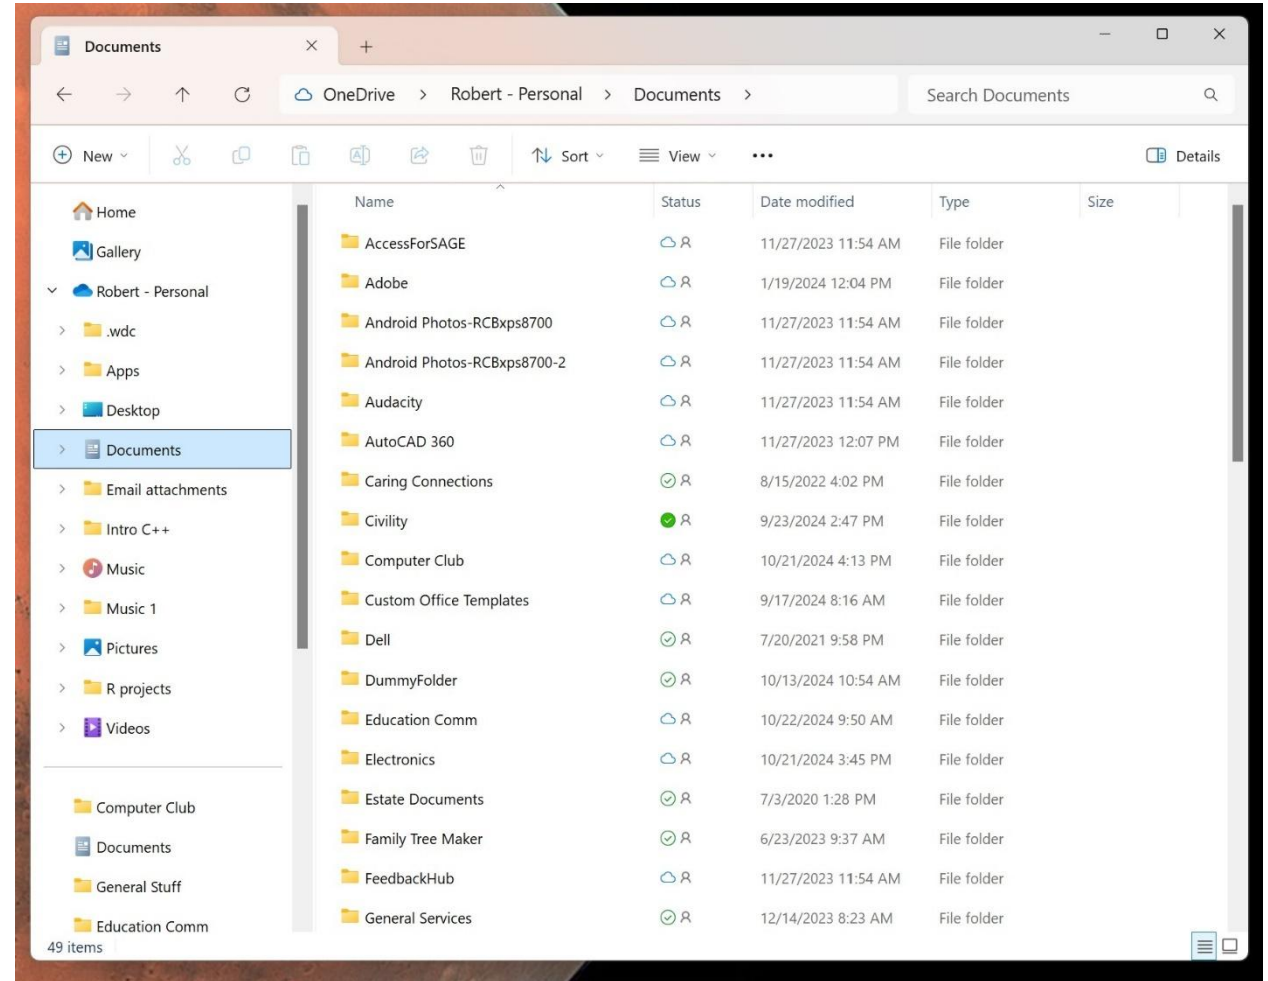 Documents
OneDrive > Robert - Personal > Documents >
Search Documents
New
Sort
View
Details
Home
Gallery
Robert - Personal
.wdc
Apps
Desktop
Documents
Email attachments
Intro C++
Music
Music 1
Pictures
R projects
Videos
Computer Club
Documents
General Stuff
Education Comm
Name Status Date modified Type Size
AccessForSAGE 11/27/2023 11:54 AM File folder
Adobe 1/19/2024 12:04 PM File folder
Android Photos-RCBxps8700 11/27/2023 11:54 AM File folder
Android Photos-RCBxps8700-2 11/27/2023 11:54 AM File folder
Audacity 11/27/2023 11:54 AM File folder
AutoCAD 360 11/27/2023 12:07 PM File folder
Caring Connections 8/15/2022 4:02 PM File folder
Civility 9/23/2024 2:47 PM File folder
Computer Club 10/21/2024 4:13 PM File folder
Custom Office Templates 9/17/2024 8:16 AM File folder
Dell 7/20/2021 9:58 PM File folder
DummyFolder 10/13/2024 10:54 AM File folder
Education Comm 10/22/2024 9:50 AM File folder
Electronics 10/21/2024 3:45 PM File folder
Estate Documents 7/3/2020 1:28 PM File folder
Family Tree Maker 6/23/2023 9:37 AM File folder
FeedbackHub 11/27/2023 11:54 AM File folder
General Services 12/14/2023 8:23 AM File folder
49 items